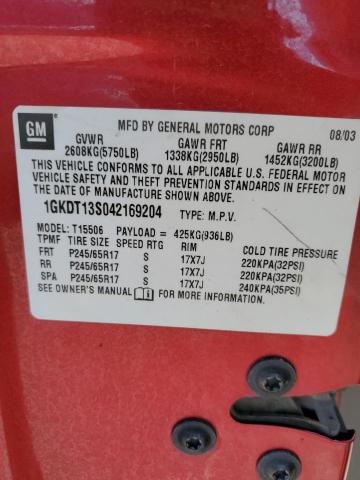 GM
MFD BY GENERAL MOTORS CORP 08/03
GVWR GAWR FRT GAWR RR
2608KG(5750LB) 1338KG(2950LB) 1452KG(3200LB)
THIS VEHICLE CONFORMS TO ALL APPLICABLE U.S. FEDERAL MOTOR
VEHICLE SAFETY AND THEFT PREVENTION STANDARDS IN EFFECT
ON THE DATE OF MANUFACTURE SHOWN ABOVE.
1GKDT13S042169204 TYPE: M.P.V.
MODEL: T15506 PAYLOAD = 425KG(936LB)
TPMF TIRE SIZE SPEED RTG RIM COLD TIRE PRESSURE
FRT P245/65R17 S 17X7J 220KPA(32PSI)
RR P245/65R17 S 17X7J 220KPA(32PSI)
SPA P245/65R17 S 17X7J 240KPA(35PSI)
SEE OWNER'S MANUAL FOR MORE INFORMATION.